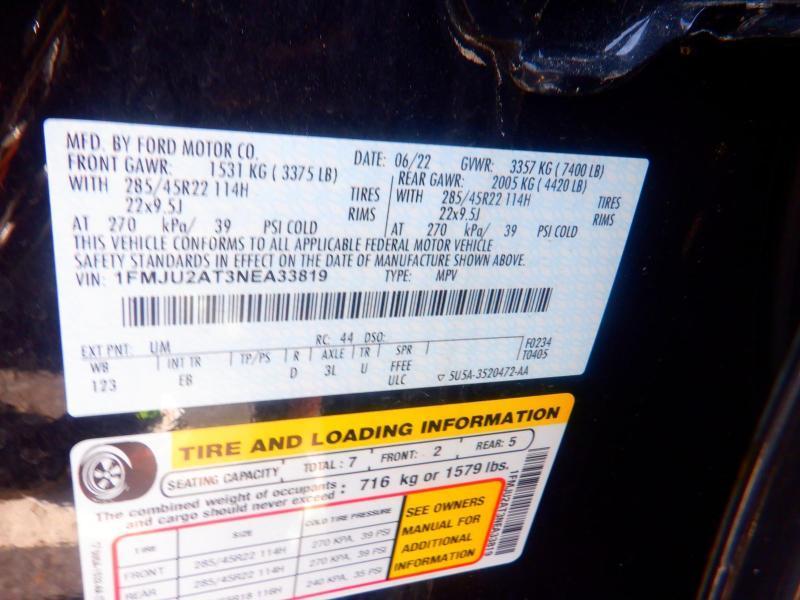 MFD. BY FORD MOTOR CO.
DATE: 06/22 GVWR: 3357 KG (7400 LB)
FRONT GAWR: 1531 KG (3375 LB) REAR GAWR: 2005 KG (4420 LB)
WITH 285/45R22 114H TIRES WITH 285/45R22 114H TIRES
22x9.5J RIMS 22x9.5J RIMS
AT 270 kPa/ 39 PSI COLD AT 270 kPa/ 39 PSI COLD
THIS VEHICLE CONFORMS TO ALL APPLICABLE FEDERAL MOTOR VEHICLE
SAFETY STANDARDS IN EFFECT ON THE DATE OF MANUFACTURE SHOWN ABOVE.
VIN: 1FMJU2AT3NEA33819 TYPE: MPV
EXT PNT: UM RC: 44 DSO: F0234
WB INT TR TP/PS R AXLE TR SPR T0405
123 EB D 3L U FFEE
ULC ▽ 5U5A-3520472-AA
TIRE AND LOADING INFORMATION
SEATING CAPACITY TOTAL: 7 FRONT: 2 REAR: 5
The combined weight of occupants
and cargo should never exceed : 716 kg or 1579 lbs.
TIRE SIZE COLD TIRE PRESSURE
FRONT 285/45R22 114H 270 KPA, 39 PSI
REAR 285/45R22 114H 270 KPA, 39 PSI
240 KPA, 35 PSI
SEE OWNERS
MANUAL FOR
ADDITIONAL
INFORMATION
1FMJU2AT3NEA33819